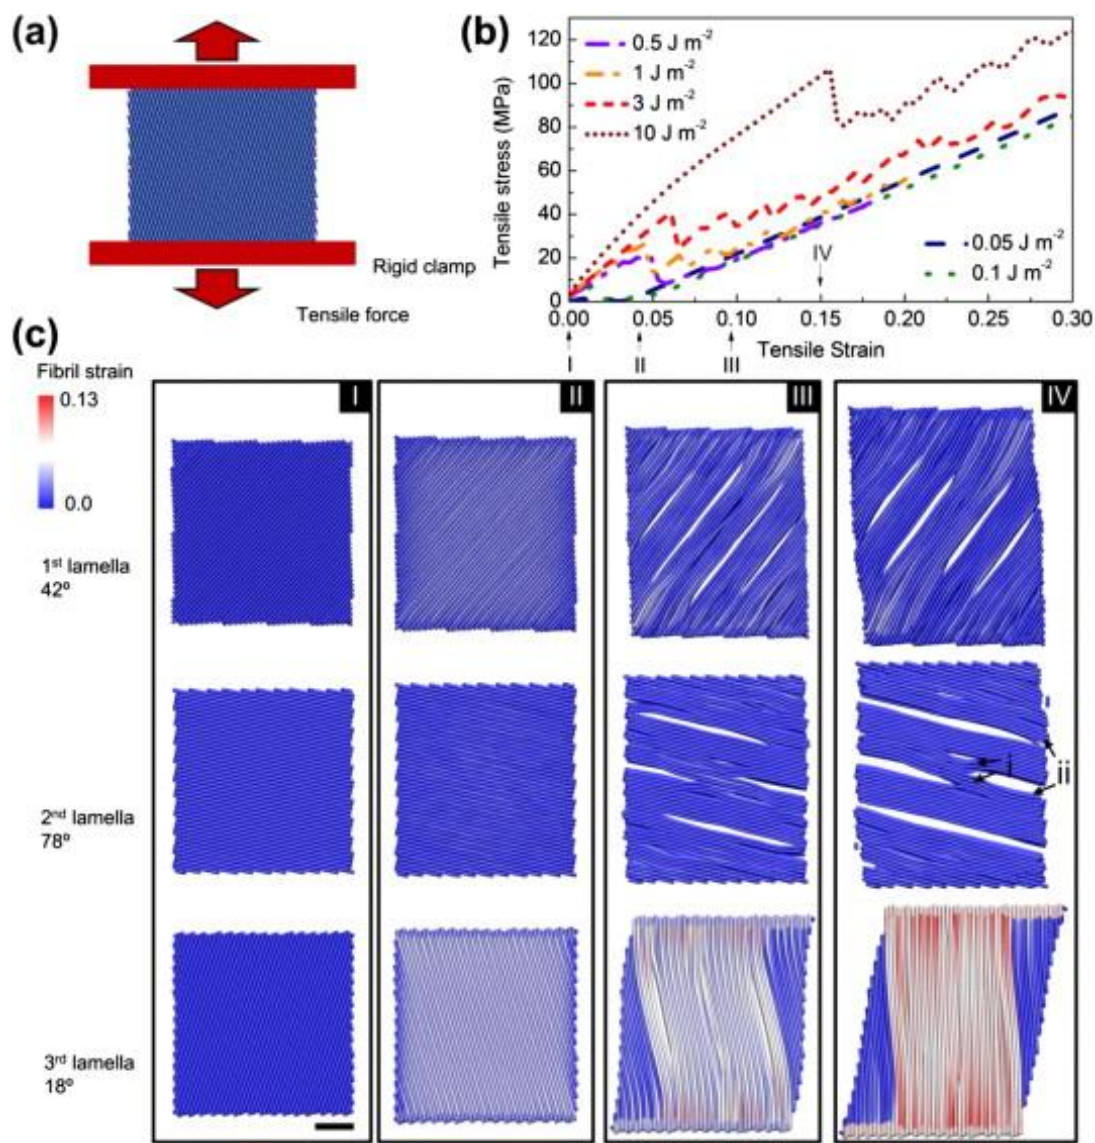 (a)
Rigid clamp
Tensile force
(b)
Tensile stress (MPa)
120
100
80
60
40
20
0
0.5 J m-2
1 J m-2
3 J m-2
10 J m-2
0.05 J m-2
0.1 J m-2
IV
0.00 0.05 0.10 0.15 0.20 0.25 0.30
Tensile Strain
I II III
(c)
Fibril strain
0.13
0.0
I II III IV
1st lamella
42º
2nd lamella
78º
i
ii
3rd lamella
18º